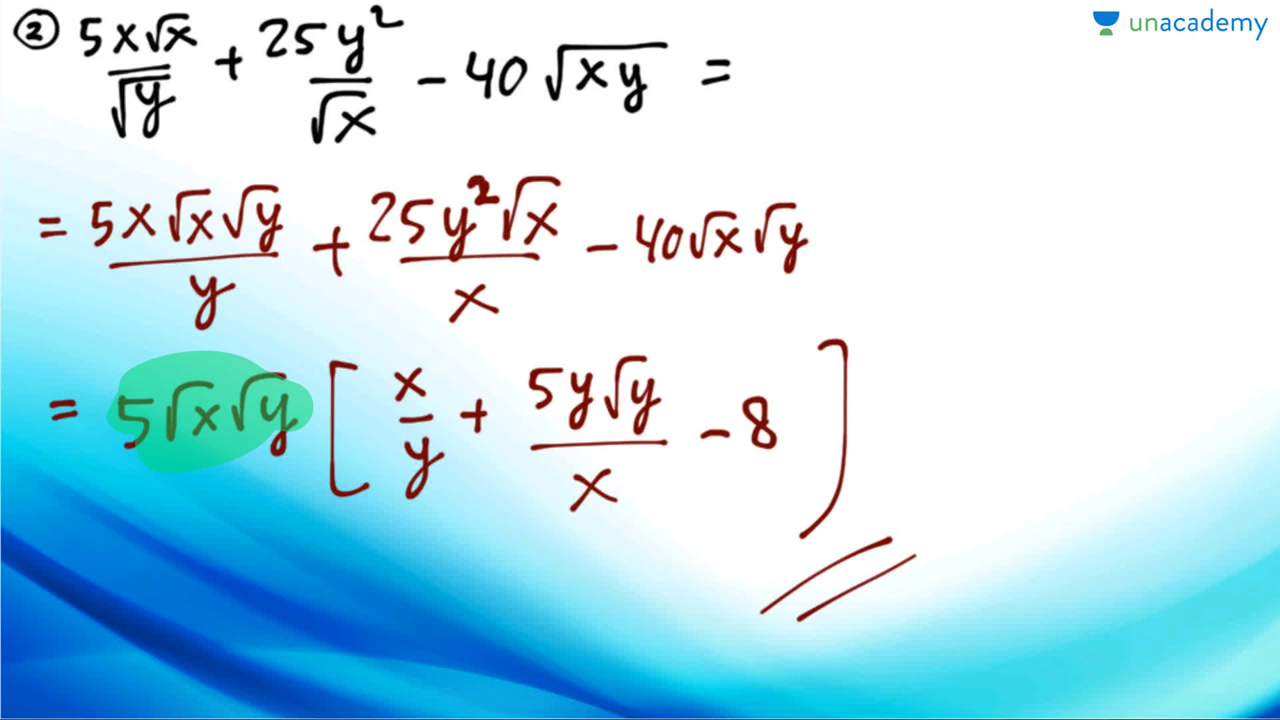 unacademy
② 5x√x/√y + 25y²/√x - 40√xy =
= 5x√x√y/y + 25y²√x/x - 40√x√y
= 5√x√y [ x/y + 5y√y/x - 8 ]